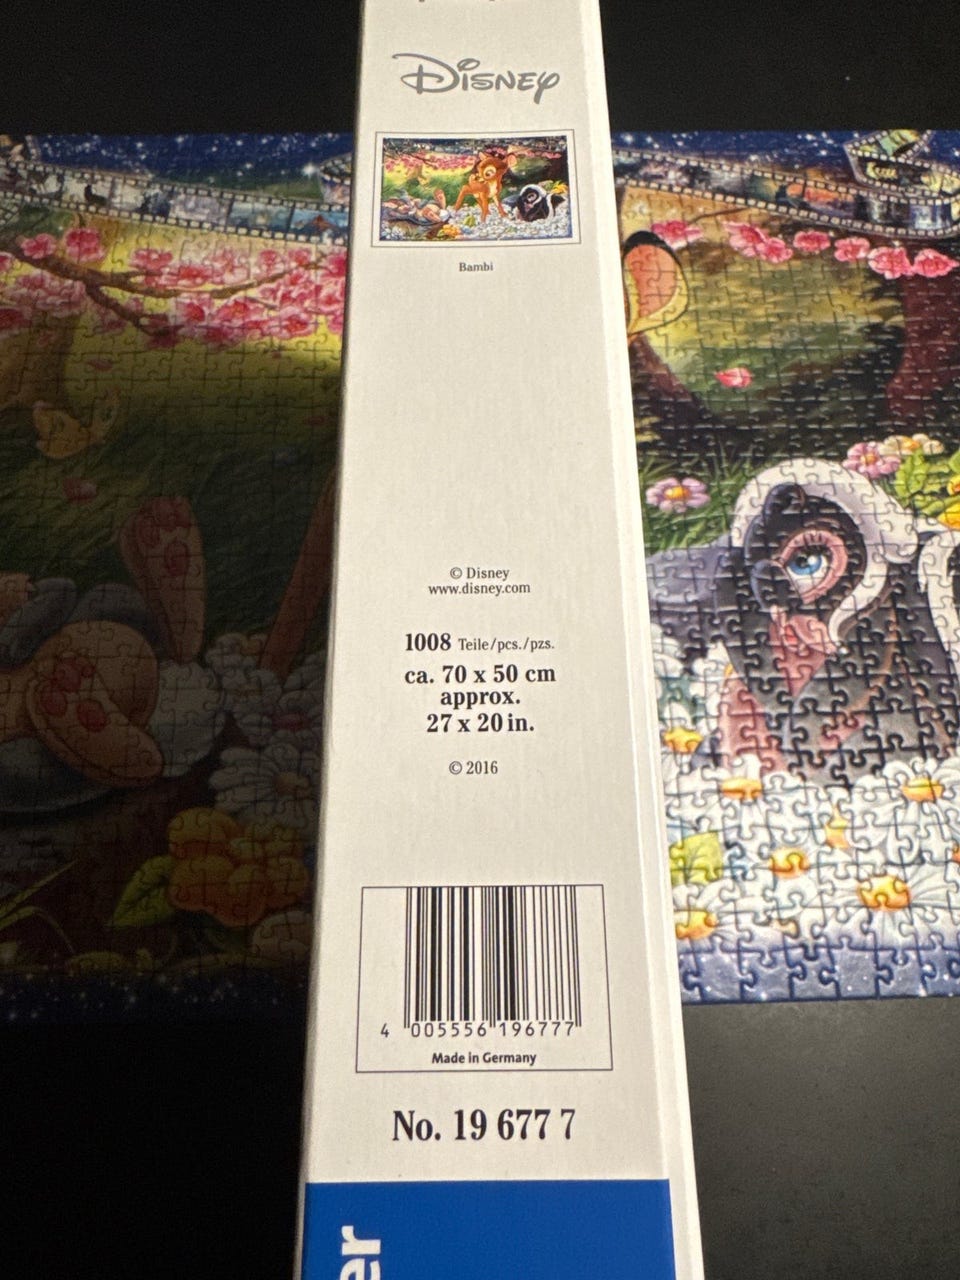 Disney
Bambi
© Disney
www.disney.com
1008 Teile/pcs./pzs.
ca. 70 x 50 cm
approx.
27 x 20 in.
© 2016
4 005556 196777
Made in Germany
No. 19 677 7
er